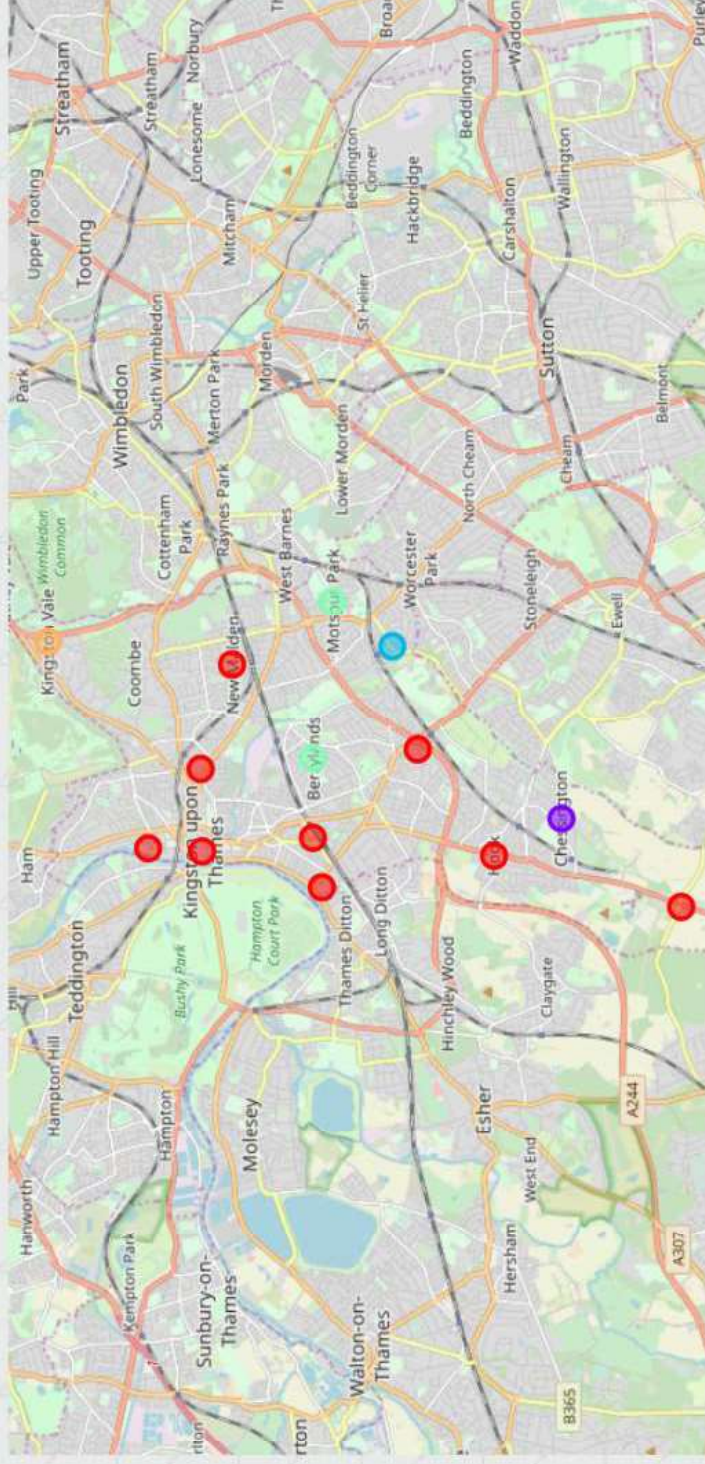 Hanworth
Hampton Hill
Ham
Kingston Vale
Wimbledon
Common
Park
Upper Tooting
Streatham
Kempton Park
Teddington
Tooting
Hampton
Coombe
Wimbledon
Streatham
Sunbury-on-
Thames
Bushy Park
Kingston upon
Thames
Cottenham
Park
South Wimbledon
Lonesome
Norbury
New Malden
Raynes Park
Merton Park
Mitcham
Molesey
Hampton
Court Park
West Barnes
Morden
Berrylands
Motspur Park
Lower Morden
Thames Ditton
St Helier
Beddington
Corner
Walton-on-
Thames
Long Ditton
Worcester
Park
Hackbridge
Hinchley Wood
North Cheam
Beddington
Esher
Hook
Hersham
West End
Stoneleigh
Carshalton
Waddon
Claygate
Chessington
Cheam
Sutton
Wallington
B365
Ewell
A244
Belmont
A307